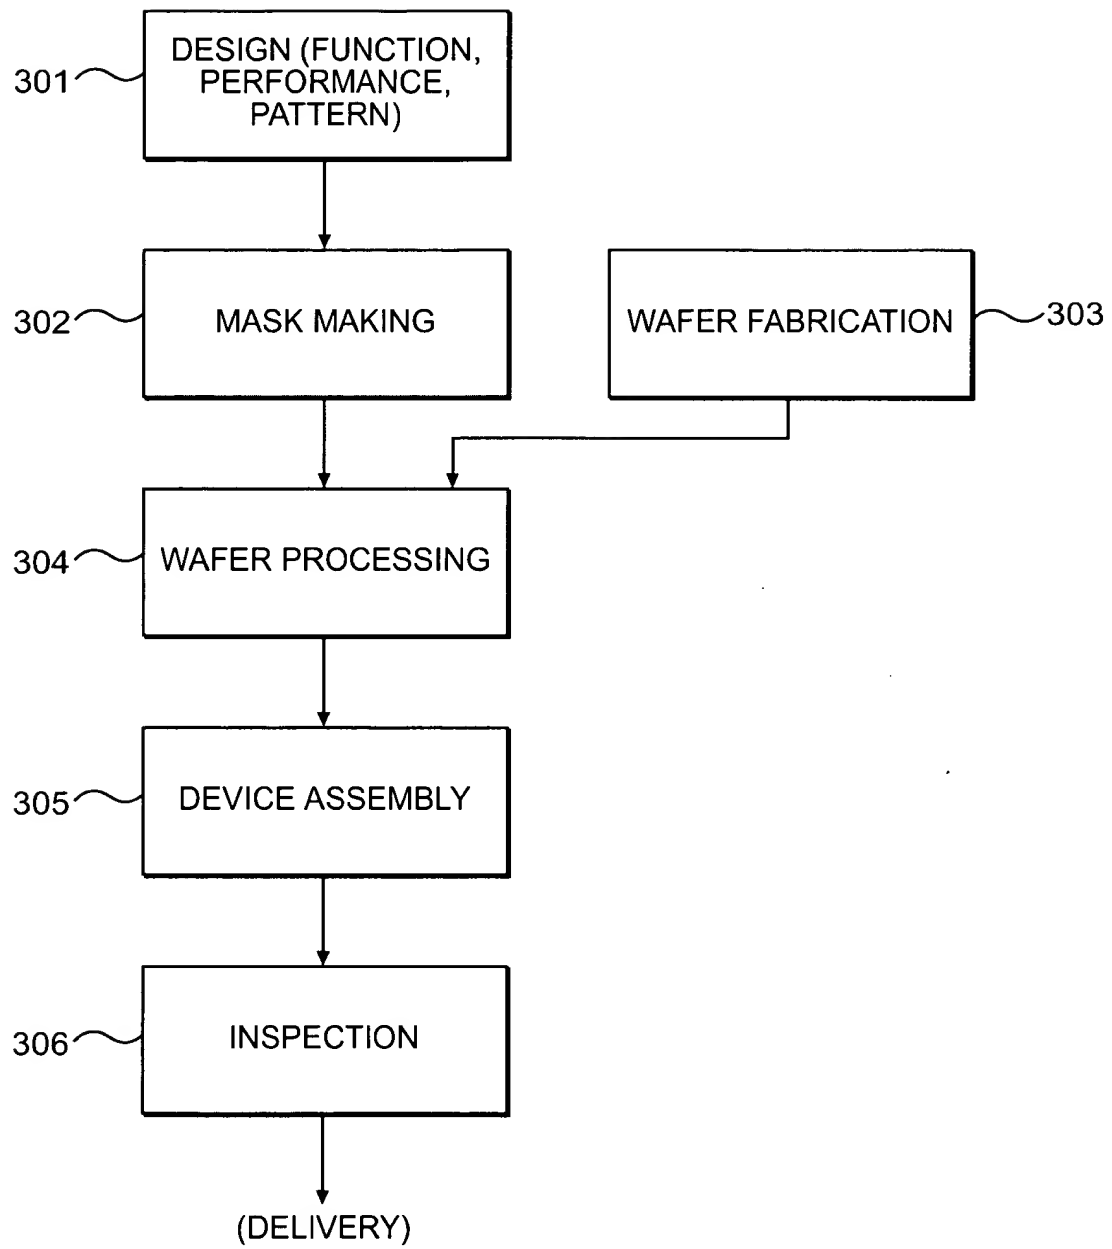 301
DESIGN (FUNCTION,
PERFORMANCE,
PATTERN)
302
MASK MAKING
WAFER FABRICATION
303
304
WAFER PROCESSING
305
DEVICE ASSEMBLY
306
INSPECTION
(DELIVERY)